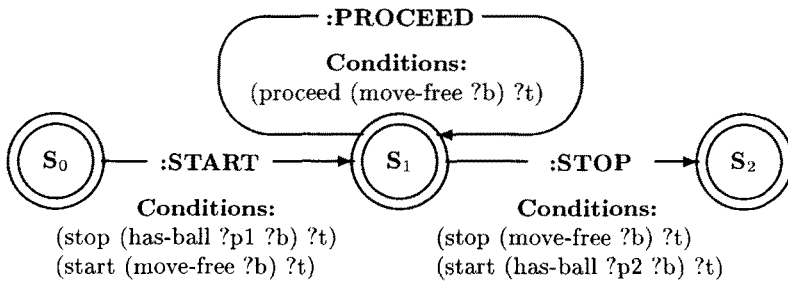 :PROCEED
Conditions:
(proceed (move-free ?b) ?t)
S₀ :START S₁ :STOP S₂
Conditions: Conditions:
(stop (has-ball ?p1 ?b) ?t) (stop (move-free ?b) ?t)
(start (move-free ?b) ?t) (start (has-ball ?p2 ?b) ?t)